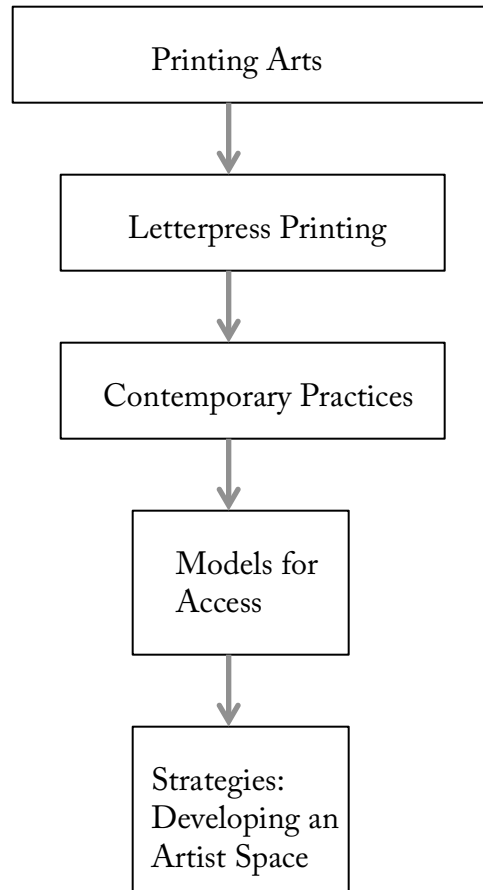 Printing Arts
Letterpress Printing
Contemporary Practices
Models for
Access
Strategies:
Developing an
Artist Space